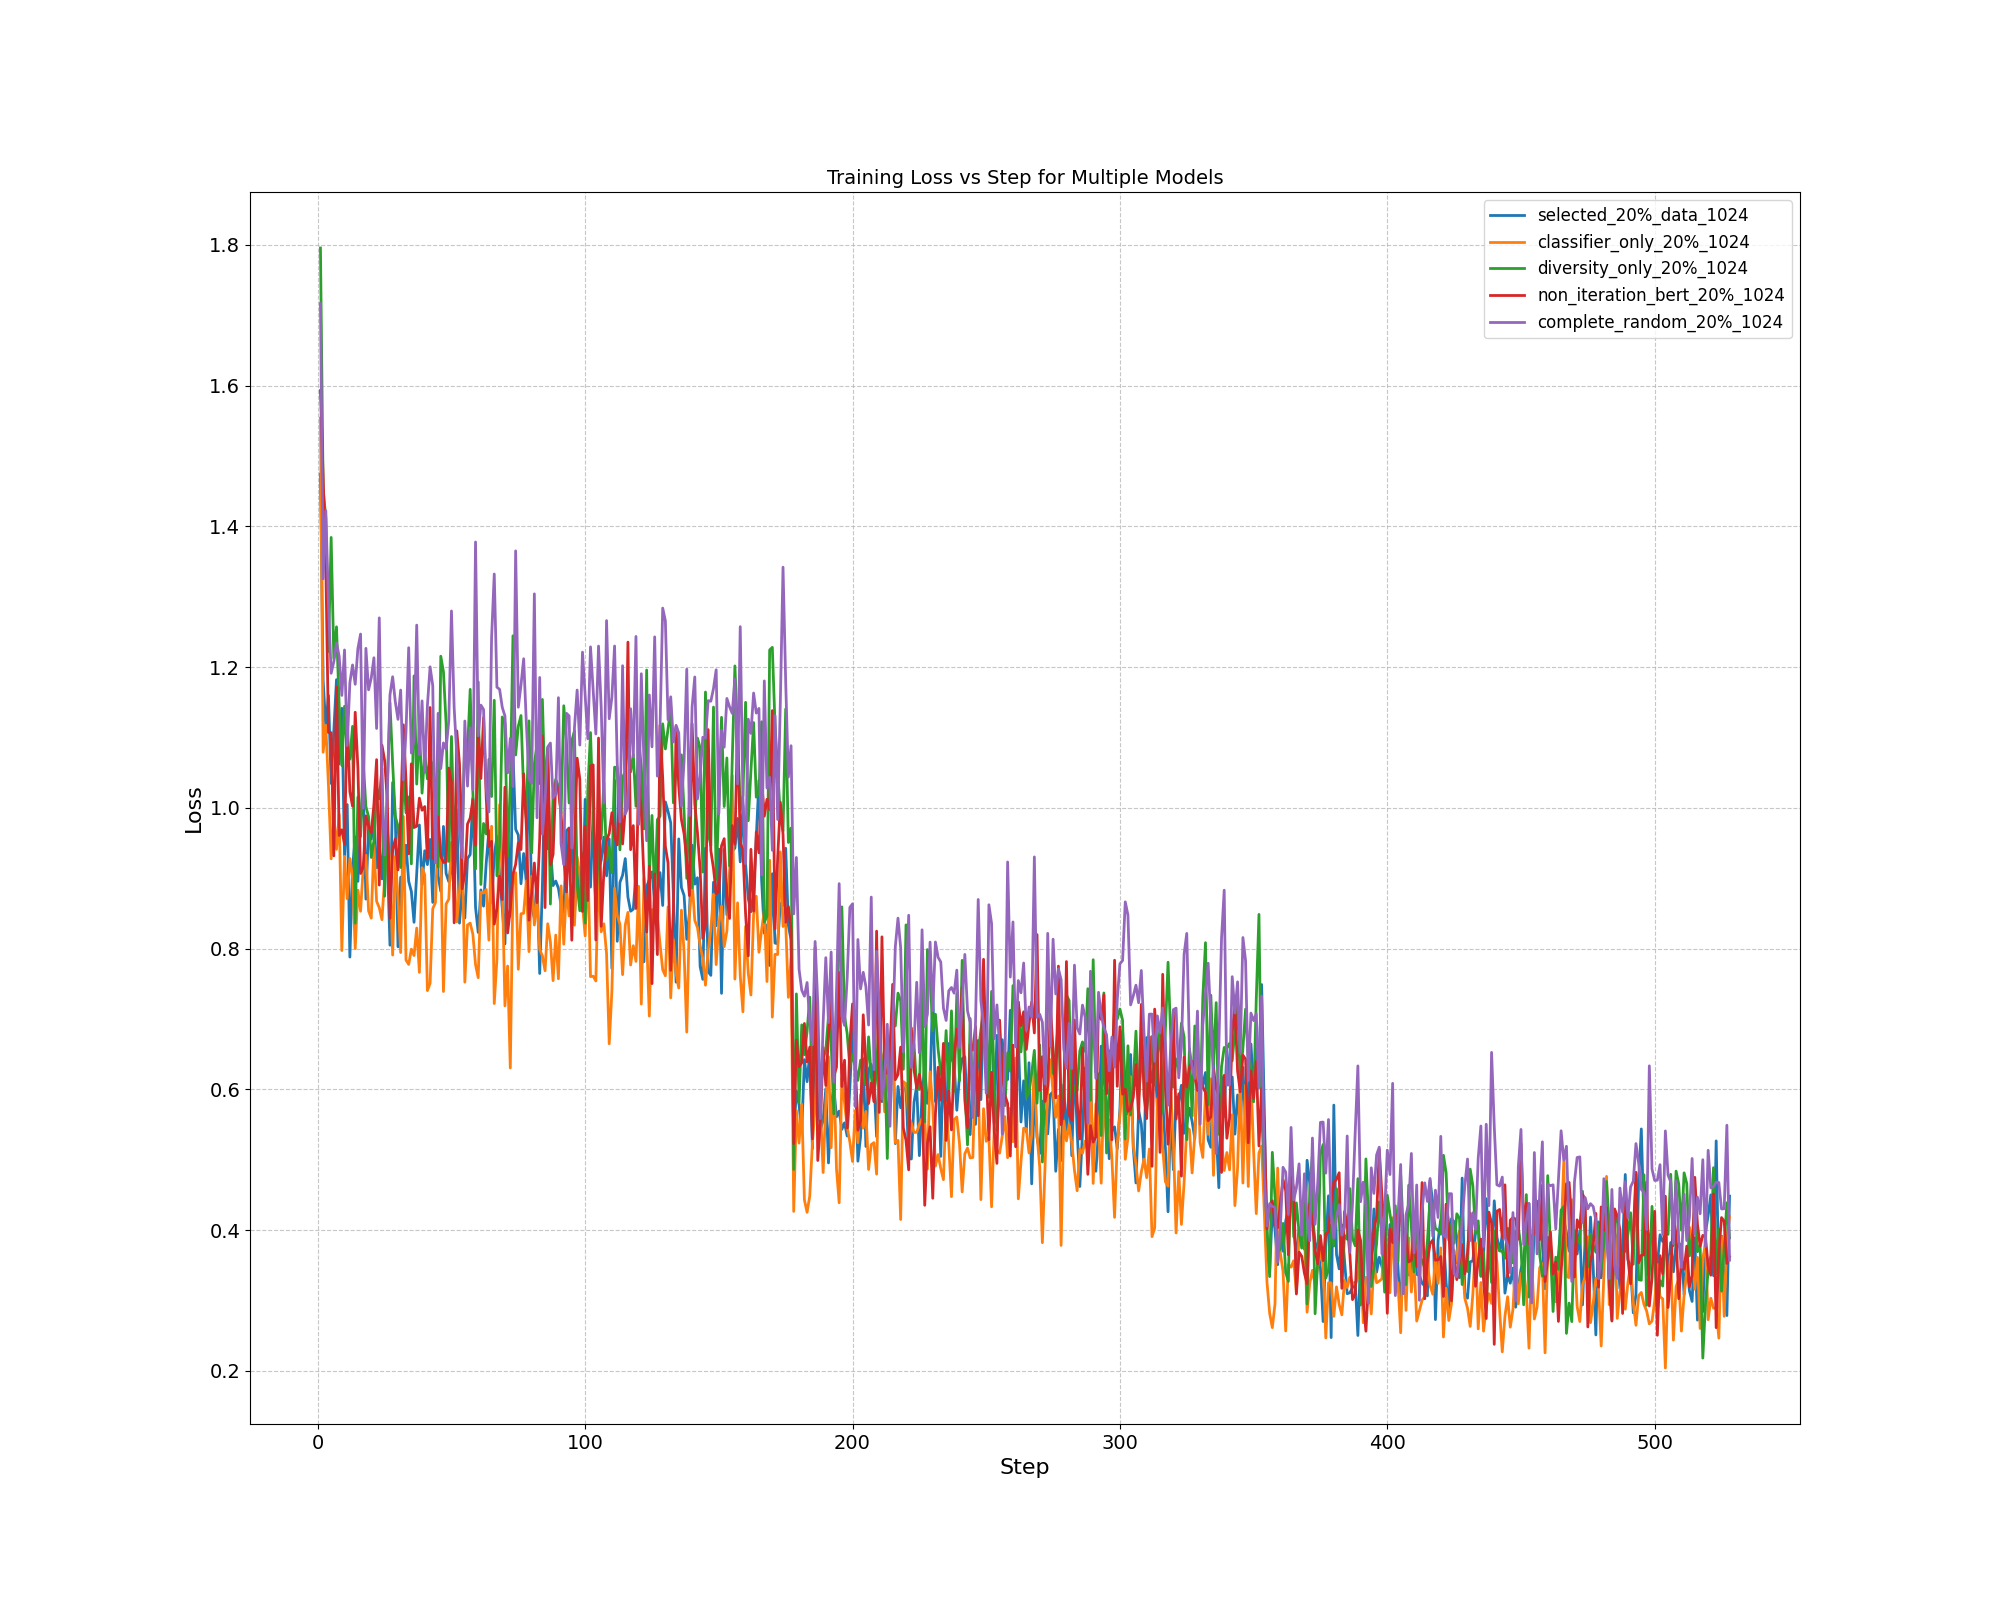 Training Loss vs Step for Multiple Models
selected_20%_data_1024
classifier_only_20%_1024
diversity_only_20%_1024
non_iteration_bert_20%_1024
complete_random_20%_1024
1.8
1.6
1.4
1.2
1.0
0.8
0.6
0.4
0.2
Loss
0 100 200 300 400 500
Step